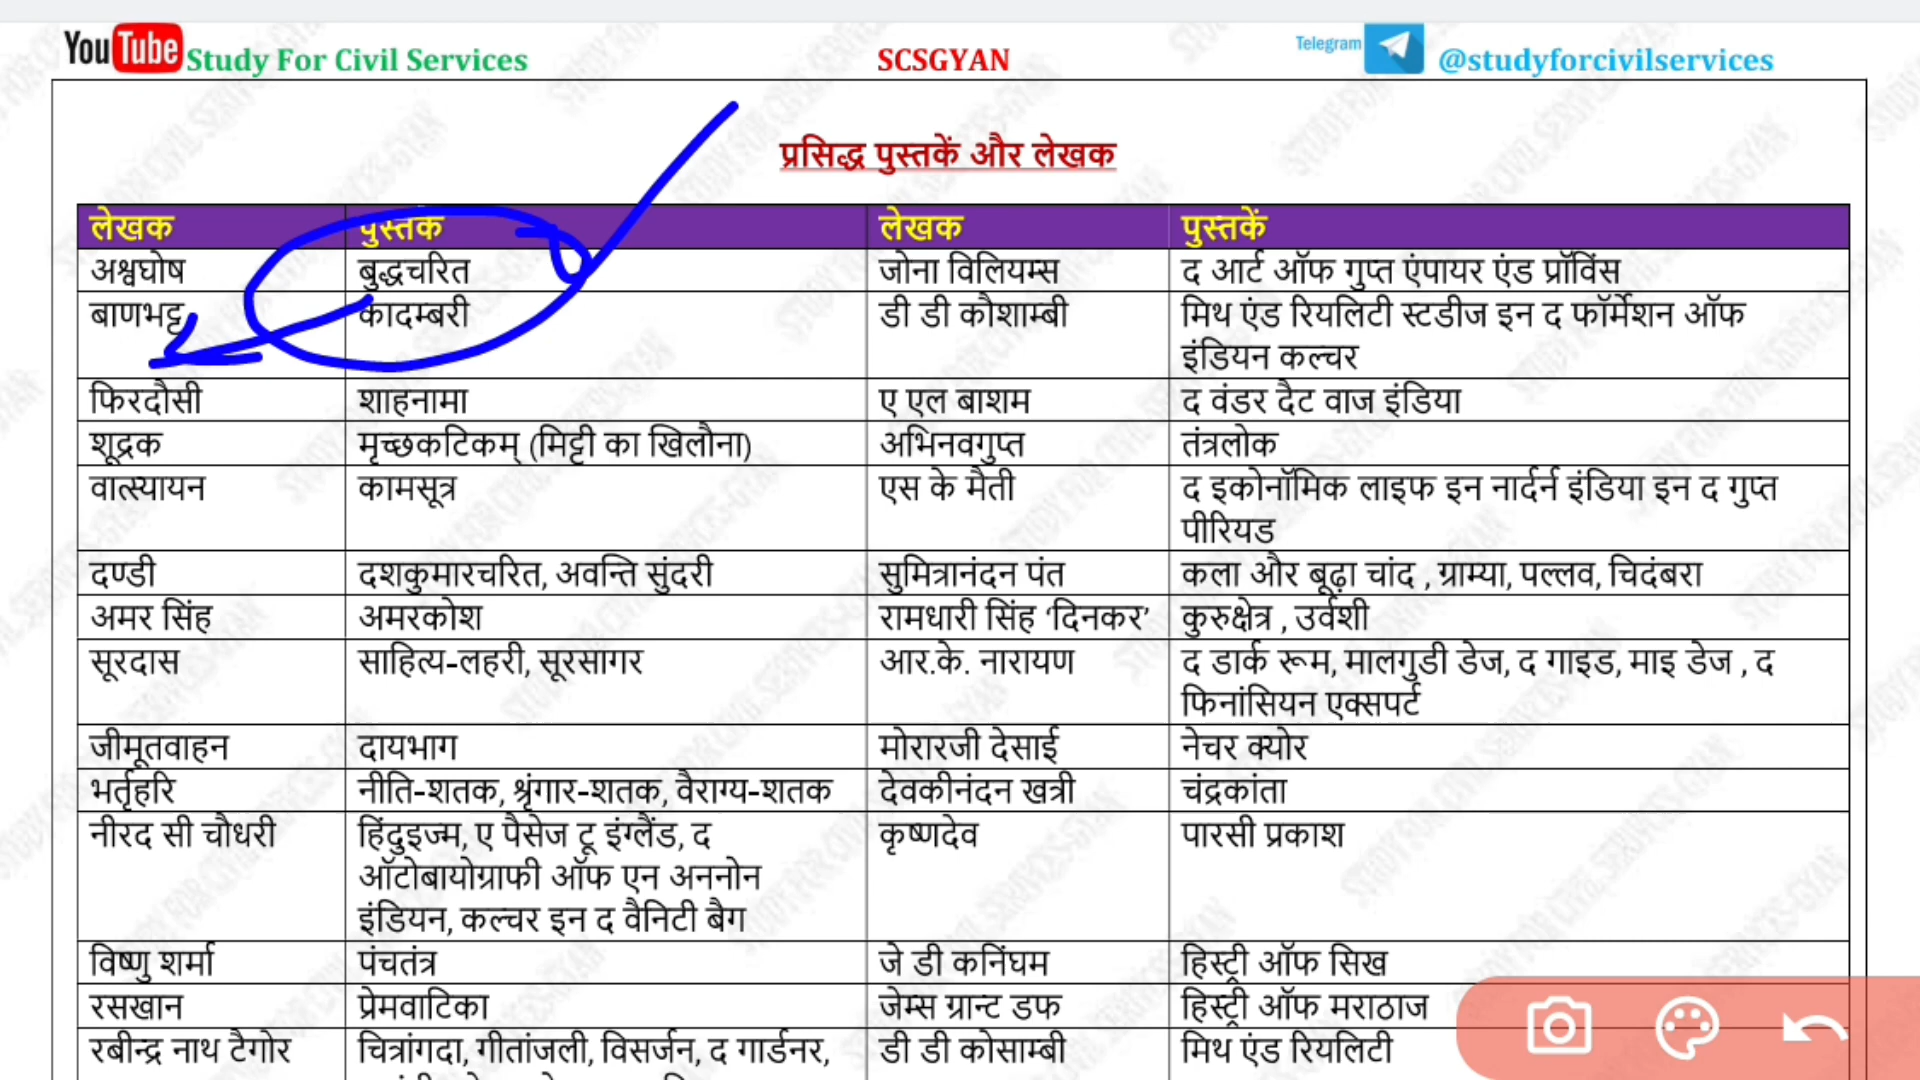 YouTube Study For Civil Services SCSGYAN Telegram @studyforcivilservices
प्रसिद्ध पुस्तकें और लेखक
लेखक पुस्तकें लेखक पुस्तकें
अश्वघोष बुद्धचरित जोना विलियम्स द आर्ट ऑफ गुप्त एंपायर एंड प्रॉविंस
बाणभट्ट कादम्बरी डी डी कौशाम्बी मिथ एंड रियलिटी स्टडीज इन द फॉर्मेशन ऑफ
इंडियन कल्चर
फिरदौसी शाहनामा ए एल बाशम द वंडर दैट वाज इंडिया
शूद्रक मृच्छकटिकम् (मिट्टी का खिलौना) अभिनवगुप्त तंत्रलोक
वात्स्यायन कामसूत्र एस के मैती द इकोनॉमिक लाइफ इन नार्दर्न इंडिया इन द गुप्त
पीरियड
दण्डी दशकुमारचरित, अवन्ति सुंदरी सुमित्रानंदन पंत कला और बूढ़ा चांद , ग्राम्या, पल्लव, चिदंबरा
अमर सिंह अमरकोश रामधारी सिंह ‘दिनकर’ कुरुक्षेत्र , उर्वशी
सूरदास साहित्य-लहरी, सूरसागर आर.के. नारायण द डार्क रूम, मालगुडी डेज, द गाइड, माइ डेज , द
फिनांसियन एक्सपर्ट
जीमूतवाहन दायभाग मोरारजी देसाई नेचर क्योर
भर्तृहरि नीति-शतक, श्रृंगार-शतक, वैराग्य-शतक देवकीनंदन खत्री चंद्रकांता
नीरद सी चौधरी हिंदुइज्म, ए पैसेज टू इंग्लैंड, द कृष्णदेव पारसी प्रकाश
ऑटोबायोग्राफी ऑफ एन अननोन
इंडियन, कल्चर इन द वैनिटी बैग
विष्णु शर्मा पंचतंत्र जे डी कनिंघम हिस्ट्री ऑफ सिख
रसखान प्रेमवाटिका जेम्स ग्रान्ट डफ हिस्ट्री ऑफ मराठाज
रबीन्द्र नाथ टैगोर चित्रांगदा, गीतांजली, विसर्जन, द गार्डनर, डी डी कोसाम्बी मिथ एंड रियलिटी